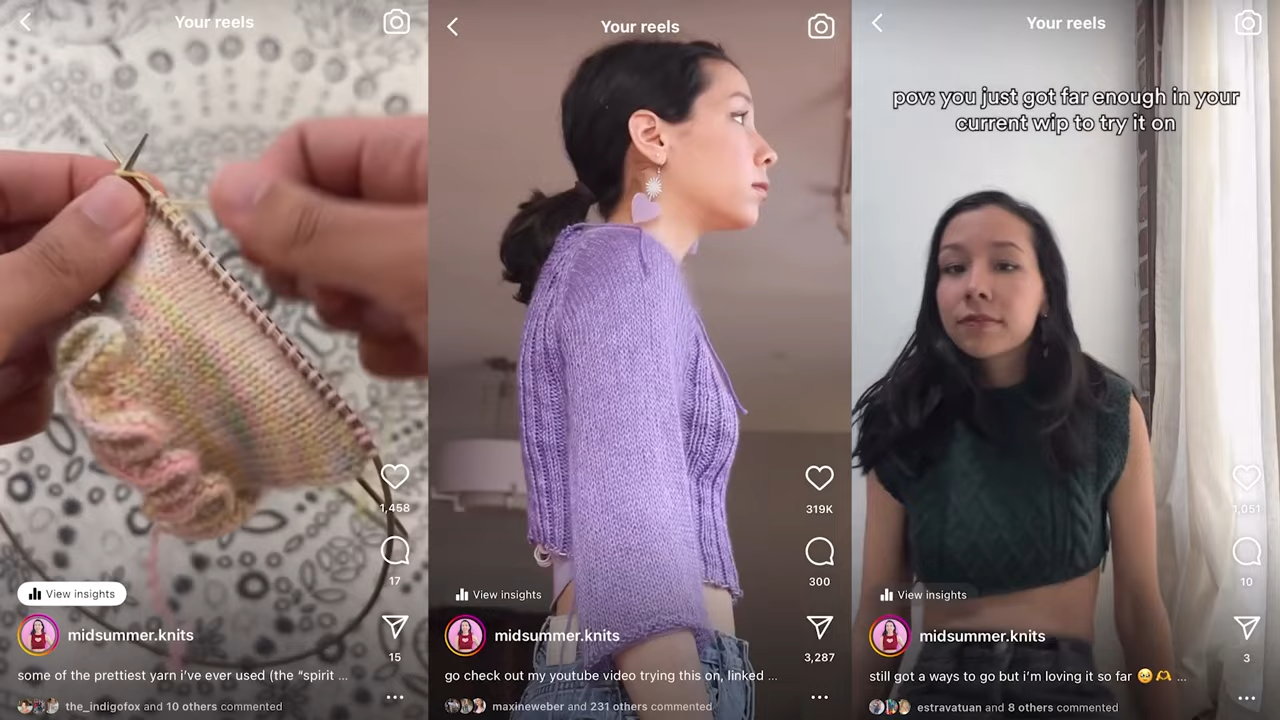 Your reels
1,458
17
View insights
midsummer.knits
15
some of the prettiest yarn i've ever used (the "spirit ...
the_indigofox and 10 others commented
Your reels
319K
300
View insights
midsummer.knits
3,287
go check out my youtube video trying this on, linked ...
maxineweber and 231 others commented
Your reels
pov: you just got far enough in your
current wip to try it on
1,051
10
View insights
midsummer.knits
3
still got a ways to go but i'm loving it so far 🥹🫶 ...
estravatuan and 8 others commented